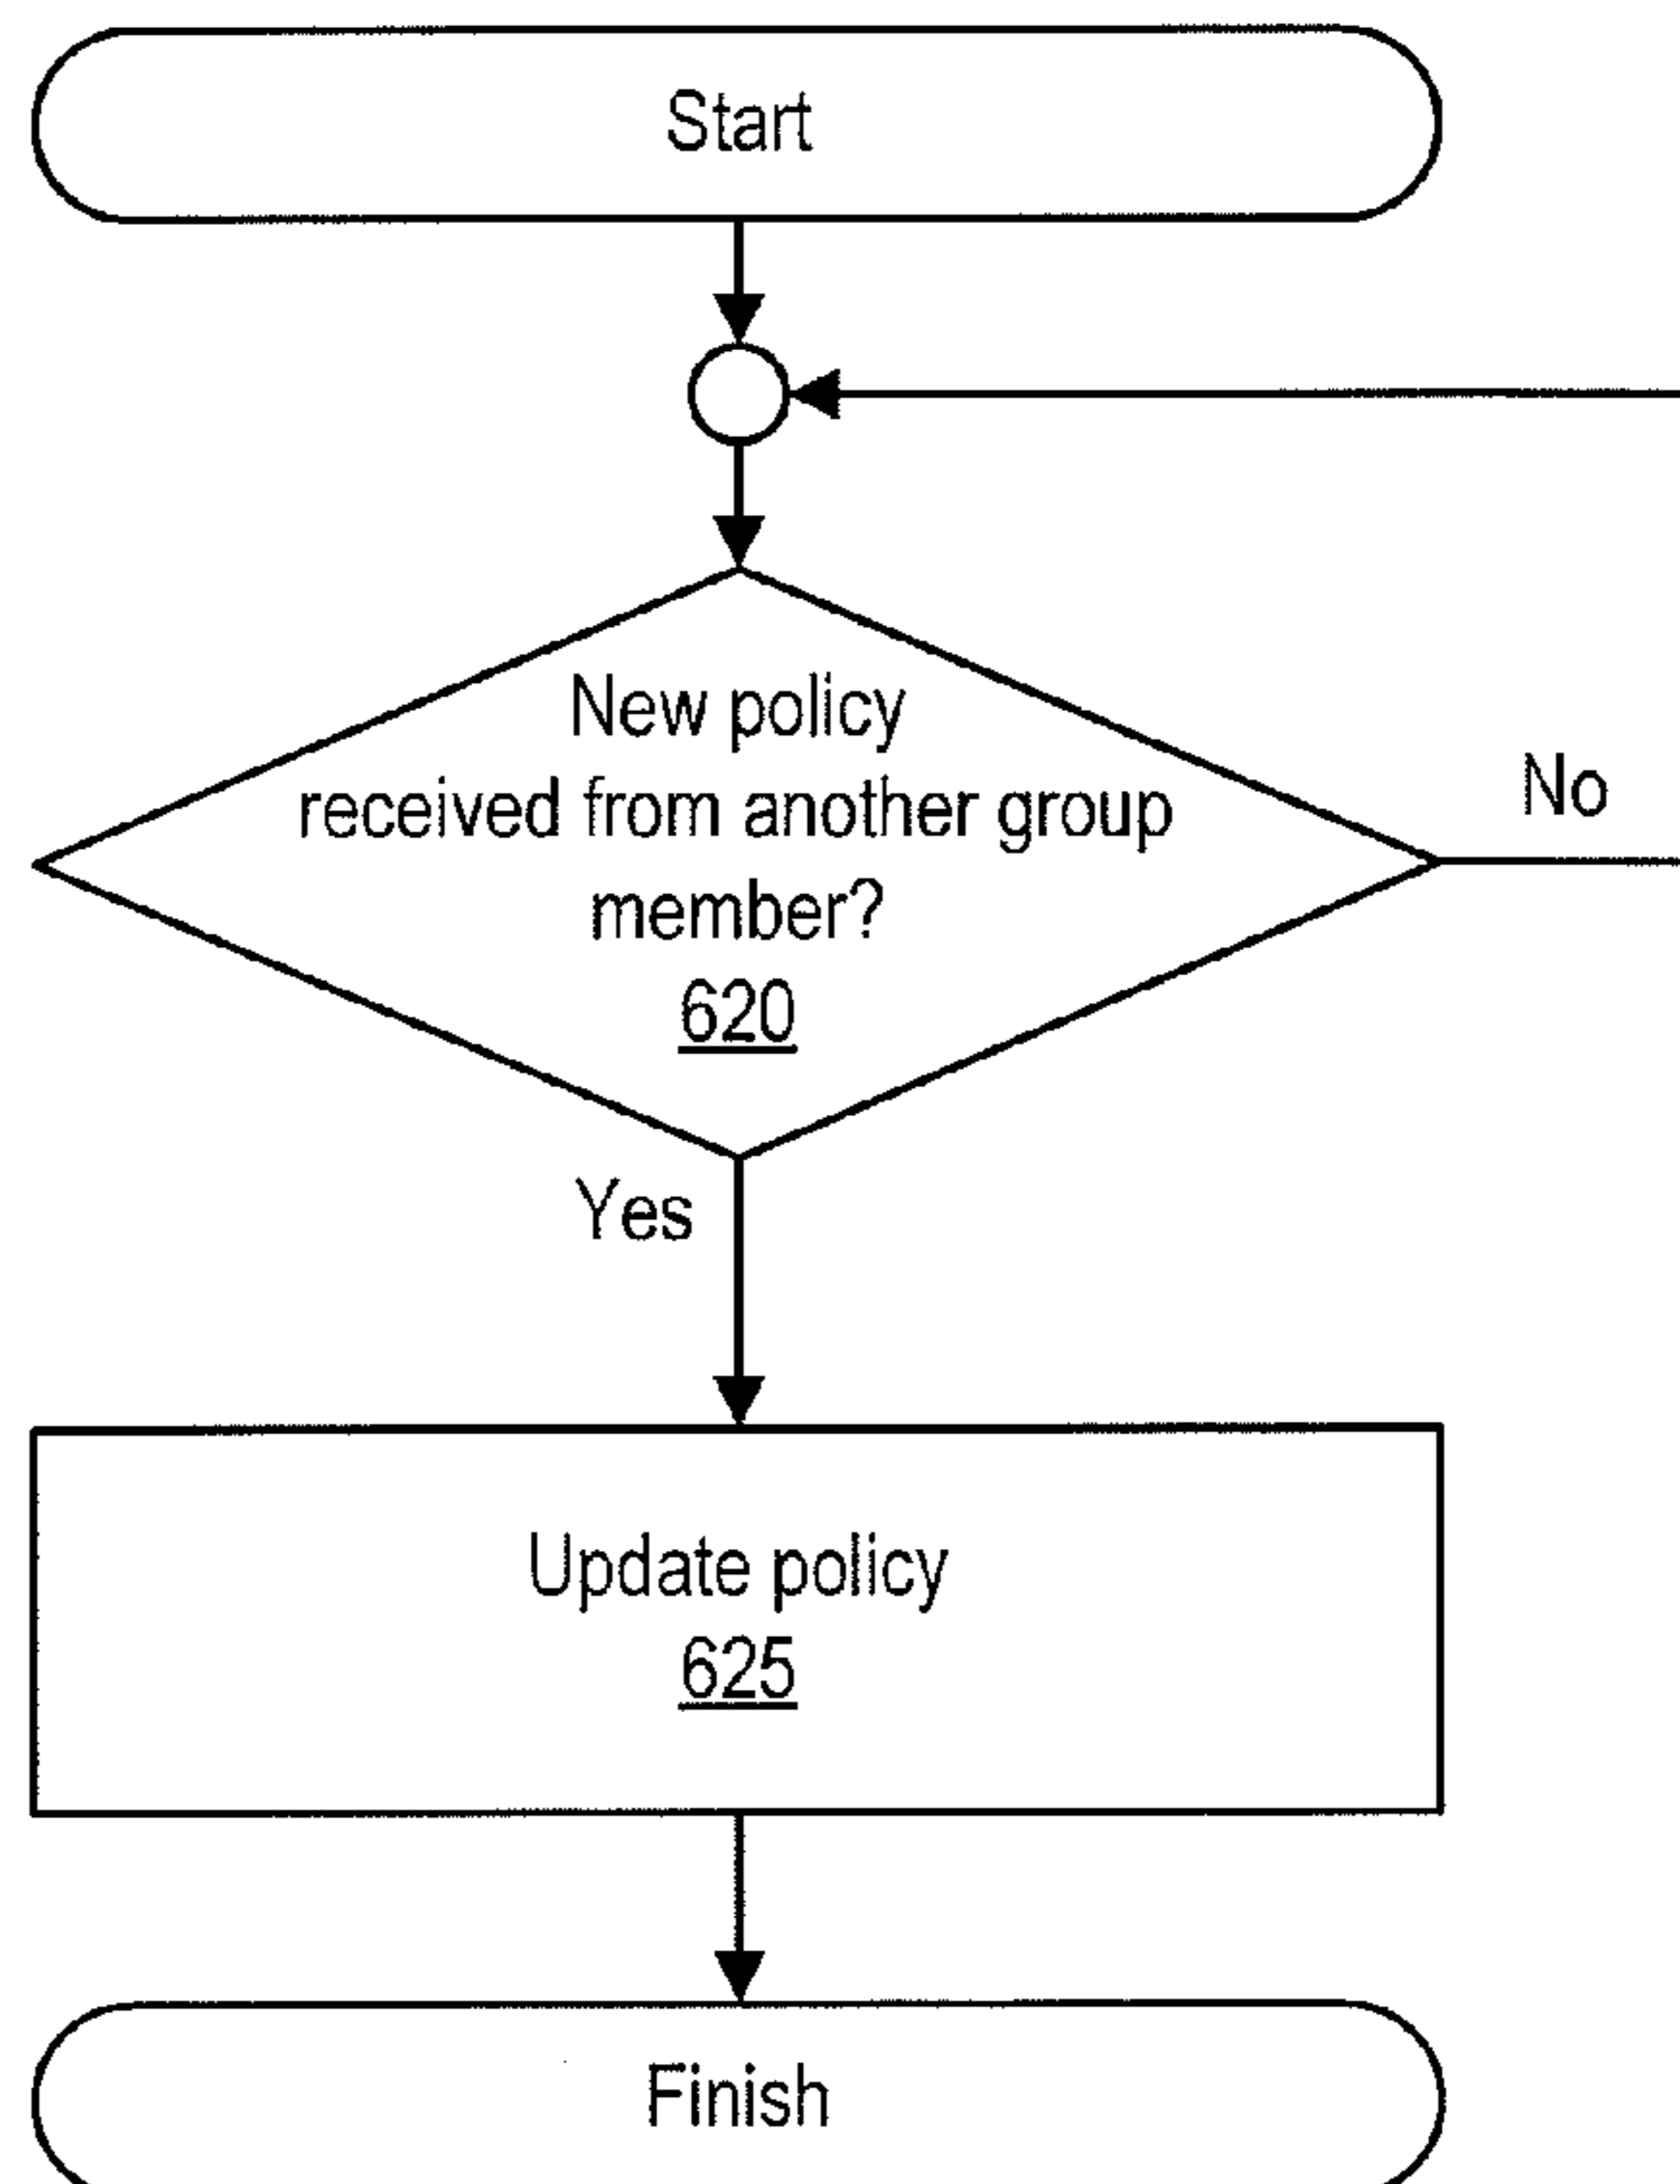 Start
New policy
received from another group
member?
620
No
Yes
Update policy
625
Finish